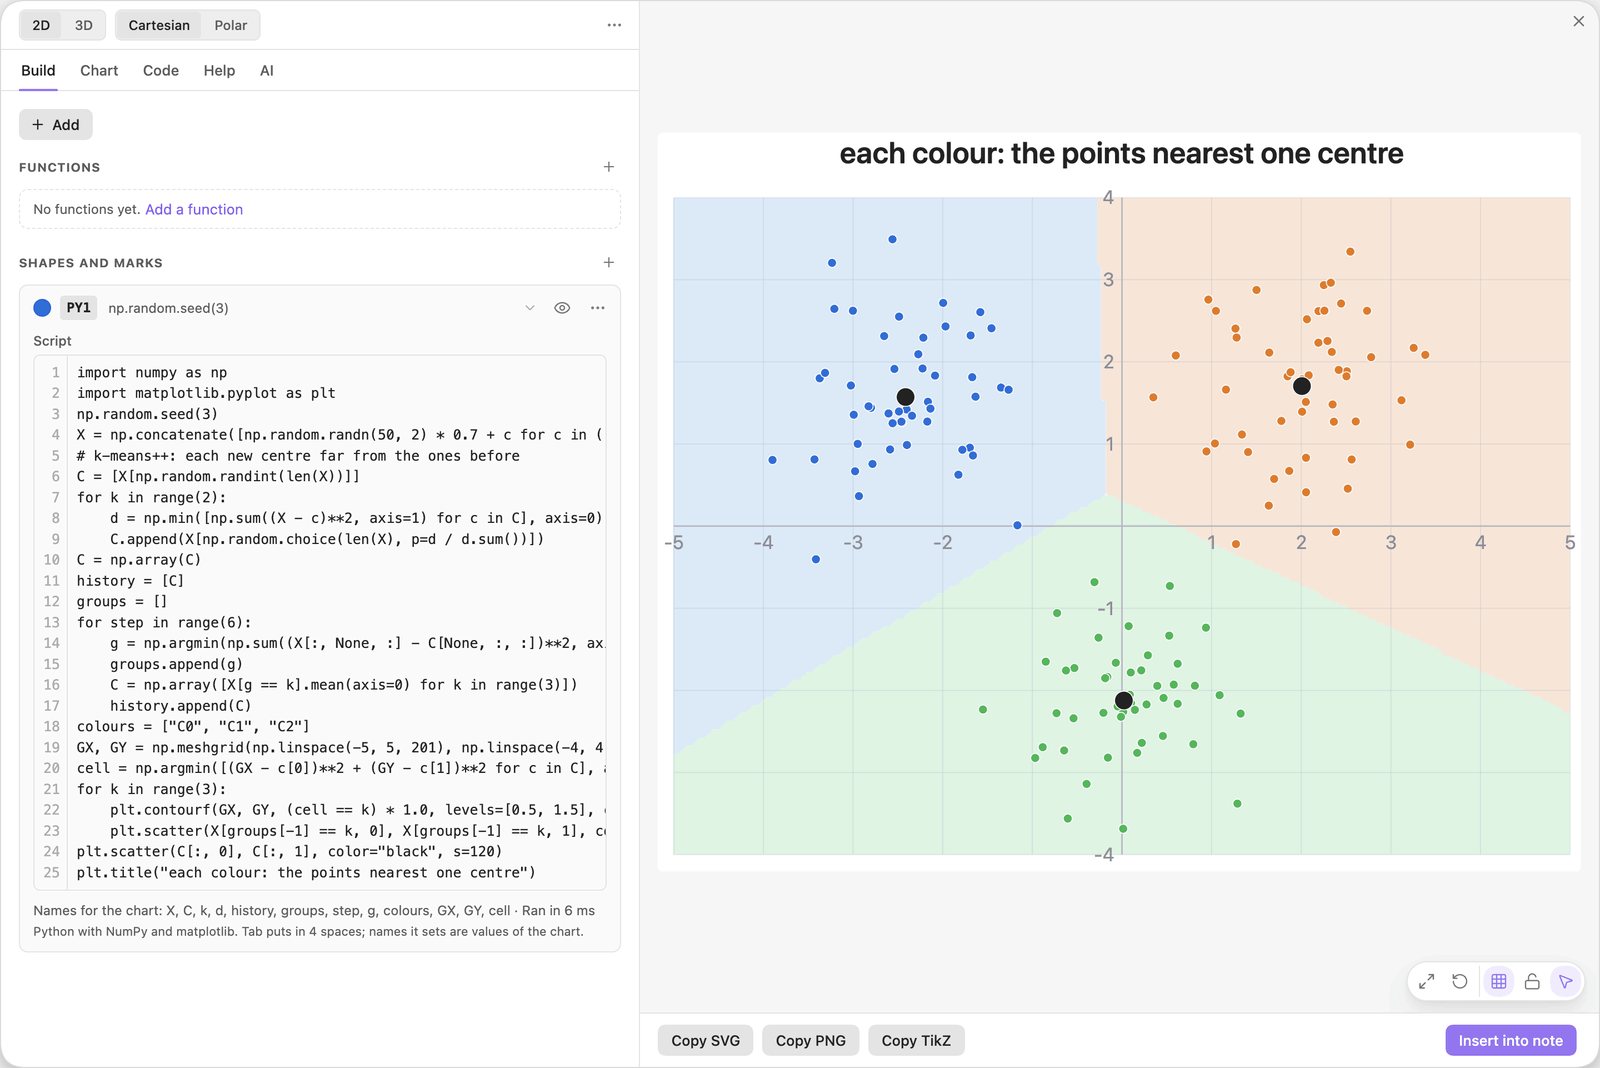 2D 3D Cartesian Polar
Build Chart Code Help AI
+ Add
FUNCTIONS
No functions yet. Add a function
SHAPES AND MARKS
PY1 np.random.seed(3)
Script
1 import numpy as np
2 import matplotlib.pyplot as plt
3 np.random.seed(3)
4 X = np.concatenate([np.random.randn(50, 2) * 0.7 + c for c in (
5 # k-means++: each new centre far from the ones before
6 C = [X[np.random.randint(len(X))]]
7 for k in range(2):
8     d = np.min([np.sum((X - c)**2, axis=1) for c in C], axis=0)
9     C.append(X[np.random.choice(len(X), p=d / d.sum())])
10 C = np.array(C)
11 history = [C]
12 groups = []
13 for step in range(6):
14     g = np.argmin(np.sum((X[:, None, :] - C[None, :, :])**2, ax
15     groups.append(g)
16     C = np.array([X[g == k].mean(axis=0) for k in range(3)])
17     history.append(C)
18 colours = ["C0", "C1", "C2"]
19 GX, GY = np.meshgrid(np.linspace(-5, 5, 201), np.linspace(-4, 4
20 cell = np.argmin([(GX - c[0])**2 + (GY - c[1])**2 for c in C],
21 for k in range(3):
22     plt.contourf(GX, GY, (cell == k) * 1.0, levels=[0.5, 1.5],
23     plt.scatter(X[groups[-1] == k, 0], X[groups[-1] == k, 1], co
24 plt.scatter(C[:, 0], C[:, 1], color="black", s=120)
25 plt.title("each colour: the points nearest one centre")
Names for the chart: X, C, k, d, history, groups, step, g, colours, GX, GY, cell · Ran in 6 ms
Python with NumPy and matplotlib. Tab puts in 4 spaces; names it sets are values of the chart.
each colour: the points nearest one centre
4
3
2
1
-5 -4 -3 -2 1 2 3 4 5
-1
-4
Copy SVG Copy PNG Copy TikZ Insert into note